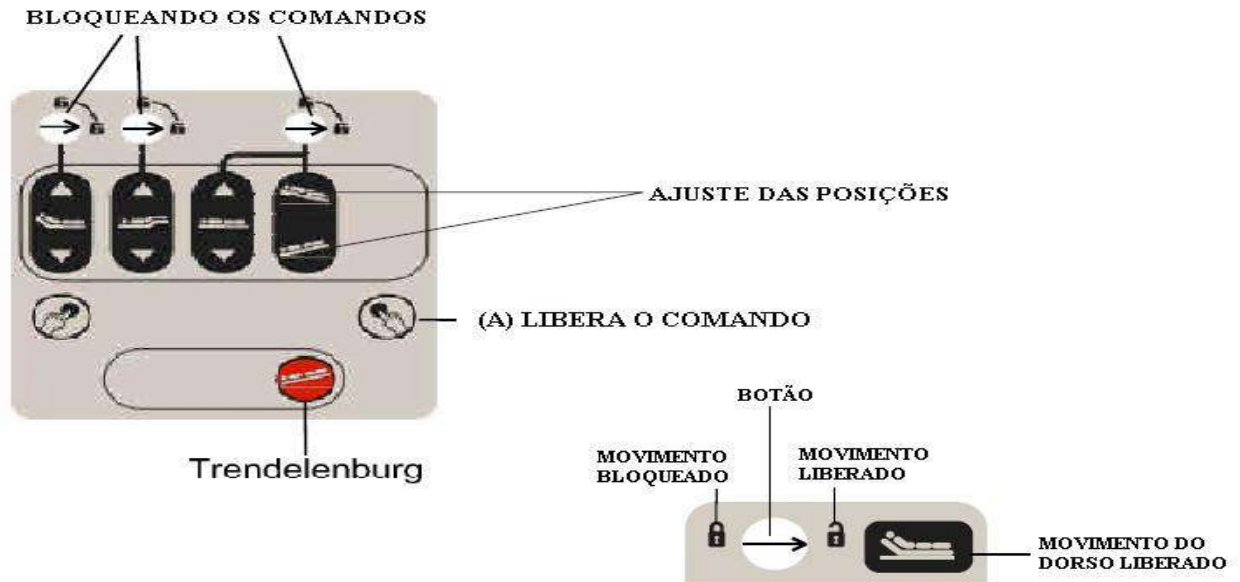 BLOQUEANDO OS COMANDOS
AJUSTE DAS POSIÇÕES
(A) LIBERA O COMANDO
Trendelenburg
BOTÃO
MOVIMENTO
BLOQUEADO
MOVIMENTO
LIBERADO
MOVIMENTO DO
DORSO LIBERADO